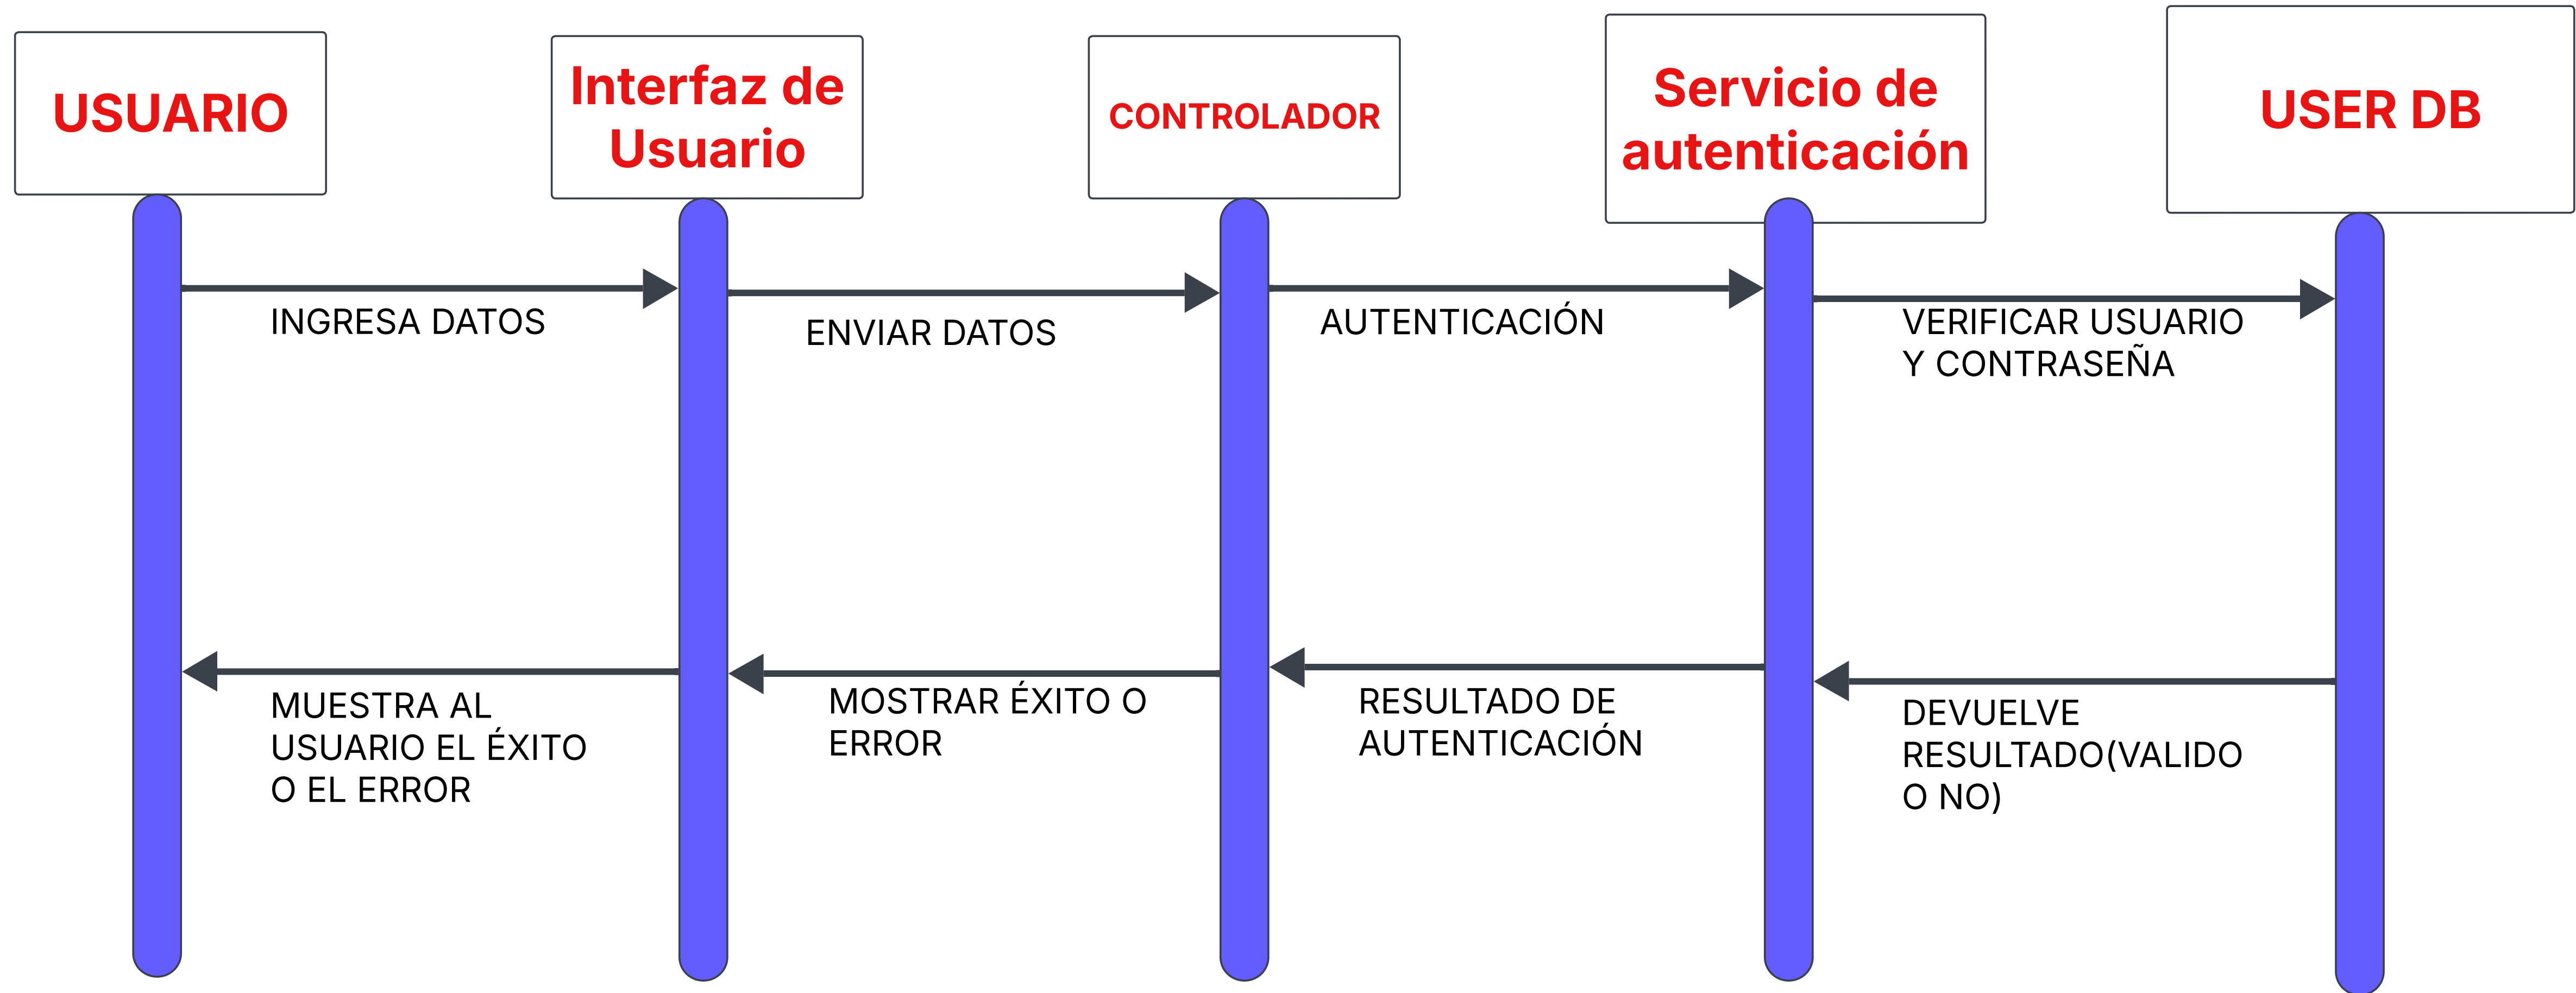 USUARIO
Interfaz de
Usuario
CONTROLADOR
Servicio de
autenticación
USER DB
INGRESA DATOS
ENVIAR DATOS
AUTENTICACIÓN
VERIFICAR USUARIO
Y CONTRASEÑA
MUESTRA AL
USUARIO EL ÉXITO
O EL ERROR
MOSTRAR ÉXITO O
ERROR
RESULTADO DE
AUTENTICACIÓN
DEVUELVE
RESULTADO(VALIDO
O NO)